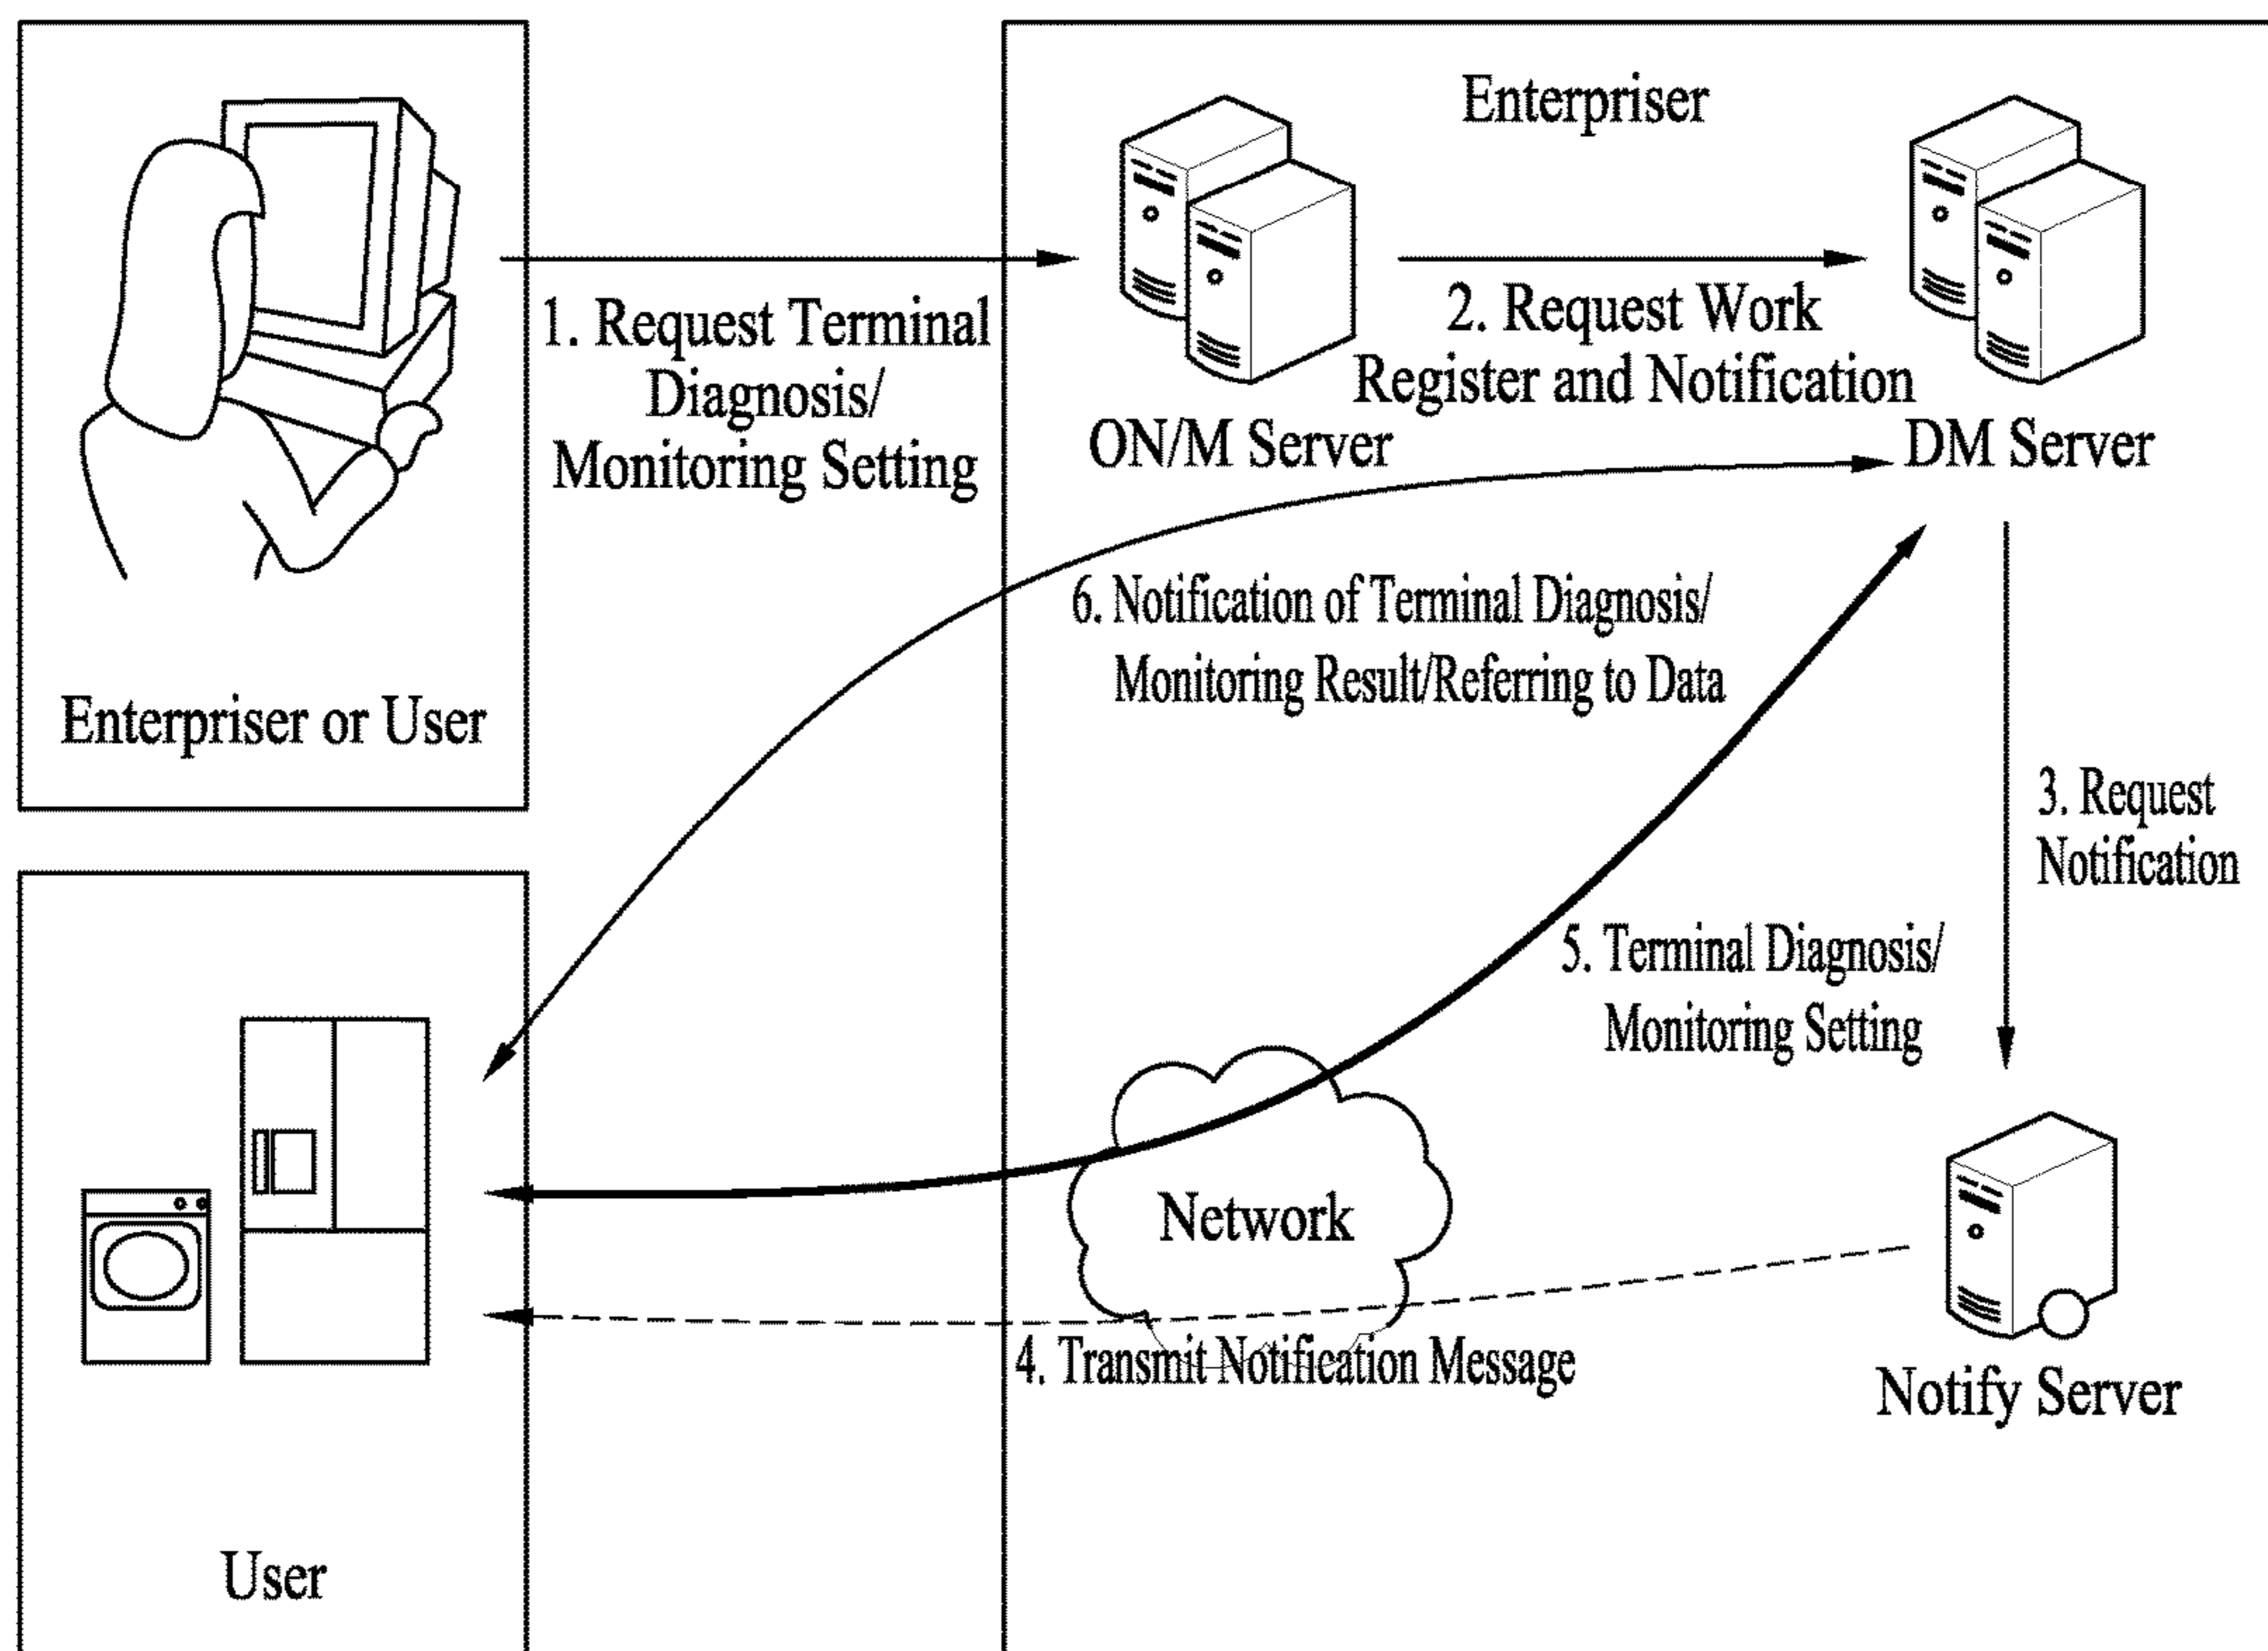 Enterpriser
1. Request Terminal
Diagnosis/
Monitoring Setting
2. Request Work
Register and Notification
ON/M Server
DM Server
6. Notification of Terminal Diagnosis/
Monitoring Result/Referring to Data
Enterpriser or User
3. Request
Notification
5. Terminal Diagnosis/
Monitoring Setting
Network
4. Transmit Notification Message
Notify Server
User